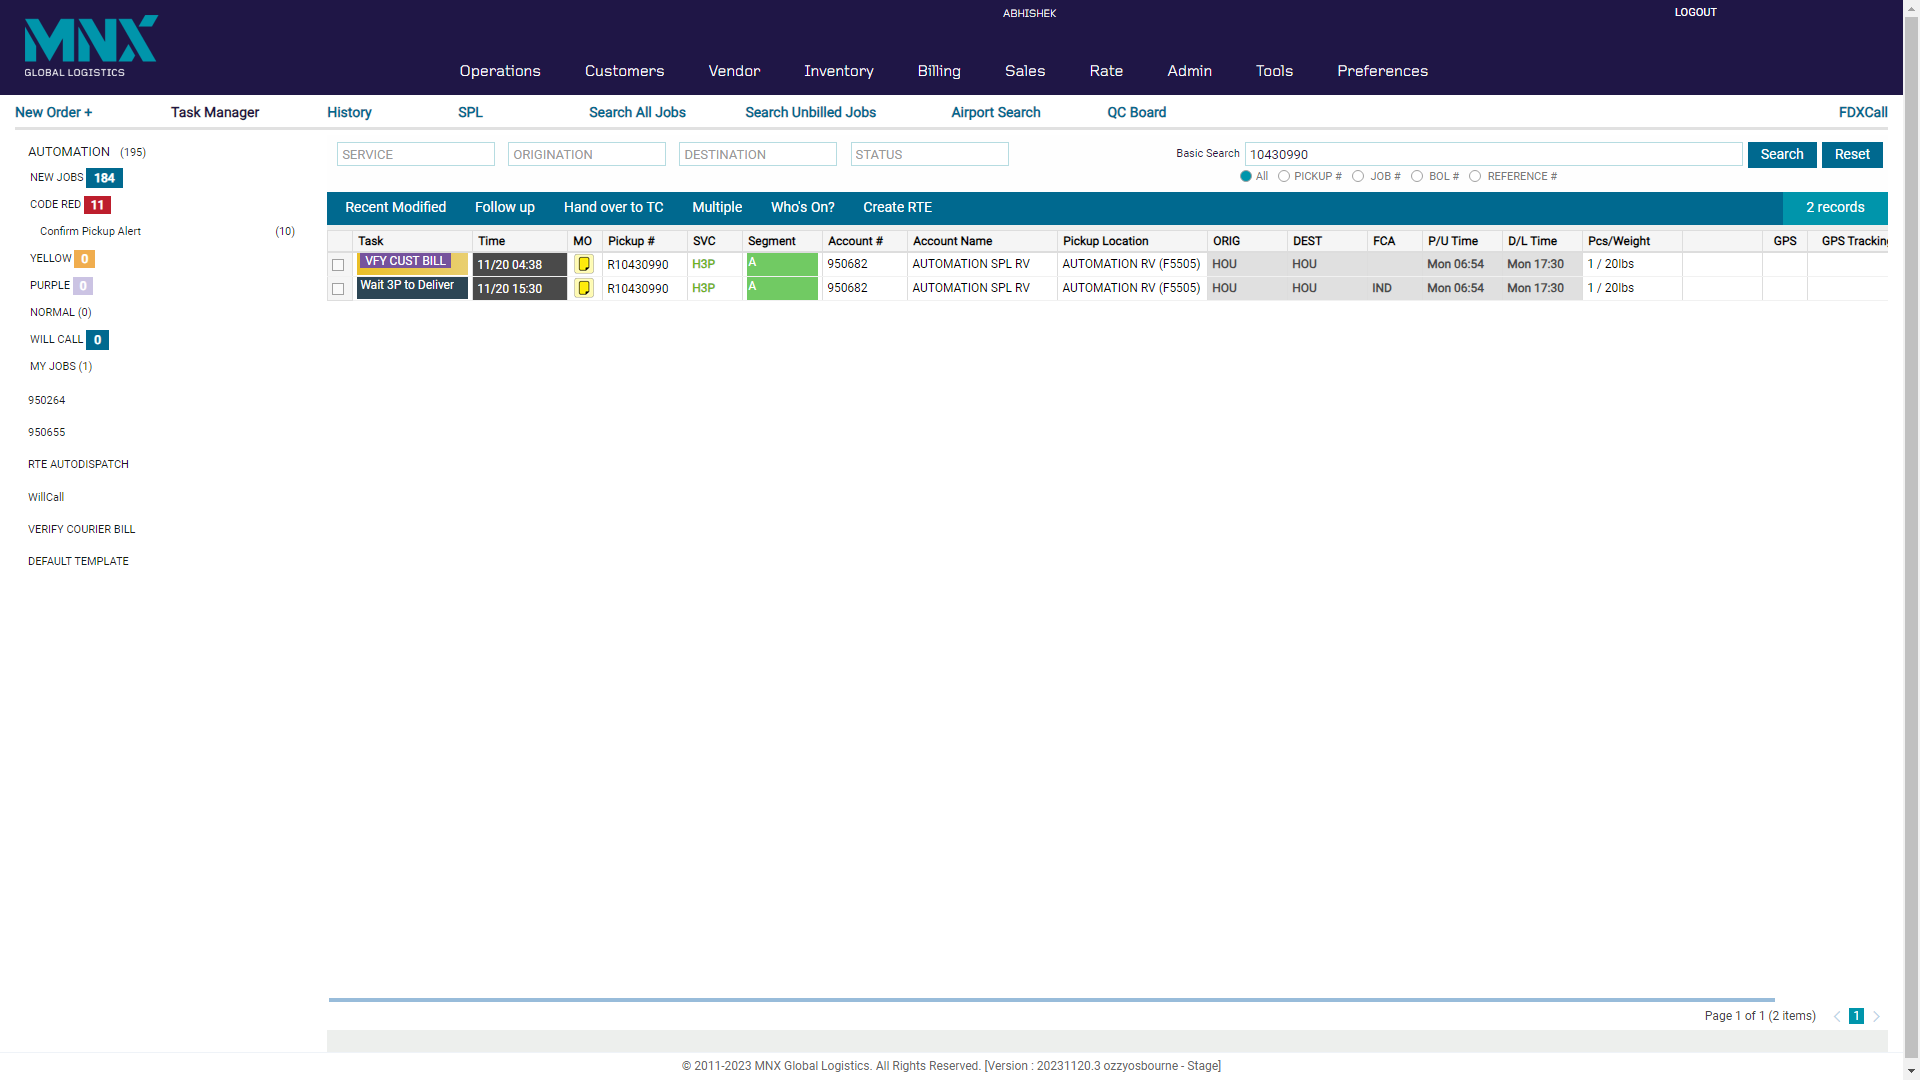 ABHISHEK
LOGOUT
MNX
GLOBAL LOGISTICS
Operations Customers Vendor Inventory Billing Sales Rate Admin Tools Preferences
New Order + Task Manager History SPL Search All Jobs Search Unbilled Jobs Airport Search QC Board FDXCall
AUTOMATION (195)
NEW JOBS 184
CODE RED 11
Confirm Pickup Alert (10)
YELLOW 0
PURPLE 0
NORMAL (0)
WILL CALL 0
MY JOBS (1)
950264
950655
RTE AUTODISPATCH
WillCall
VERIFY COURIER BILL
DEFAULT TEMPLATE
SERVICE ORIGINATION DESTINATION STATUS Basic Search 10430990 Search Reset
All PICKUP # JOB # BOL # REFERENCE #
Recent Modified Follow up Hand over to TC Multiple Who's On? Create RTE 2 records
Task Time MO Pickup # SVC Segment Account # Account Name Pickup Location ORIG DEST FCA P/U Time D/L Time Pcs/Weight GPS GPS Tracking
VFY CUST BILL 11/20 04:38 R10430990 H3P A 950682 AUTOMATION SPL RV AUTOMATION RV (F5505) HOU HOU Mon 06:54 Mon 17:30 1 / 20lbs
Wait 3P to Deliver 11/20 15:30 R10430990 H3P A 950682 AUTOMATION SPL RV AUTOMATION RV (F5505) HOU HOU IND Mon 06:54 Mon 17:30 1 / 20lbs
Page 1 of 1 (2 items) 1
© 2011-2023 MNX Global Logistics. All Rights Reserved. [Version : 20231120.3 ozzyosbourne - Stage]